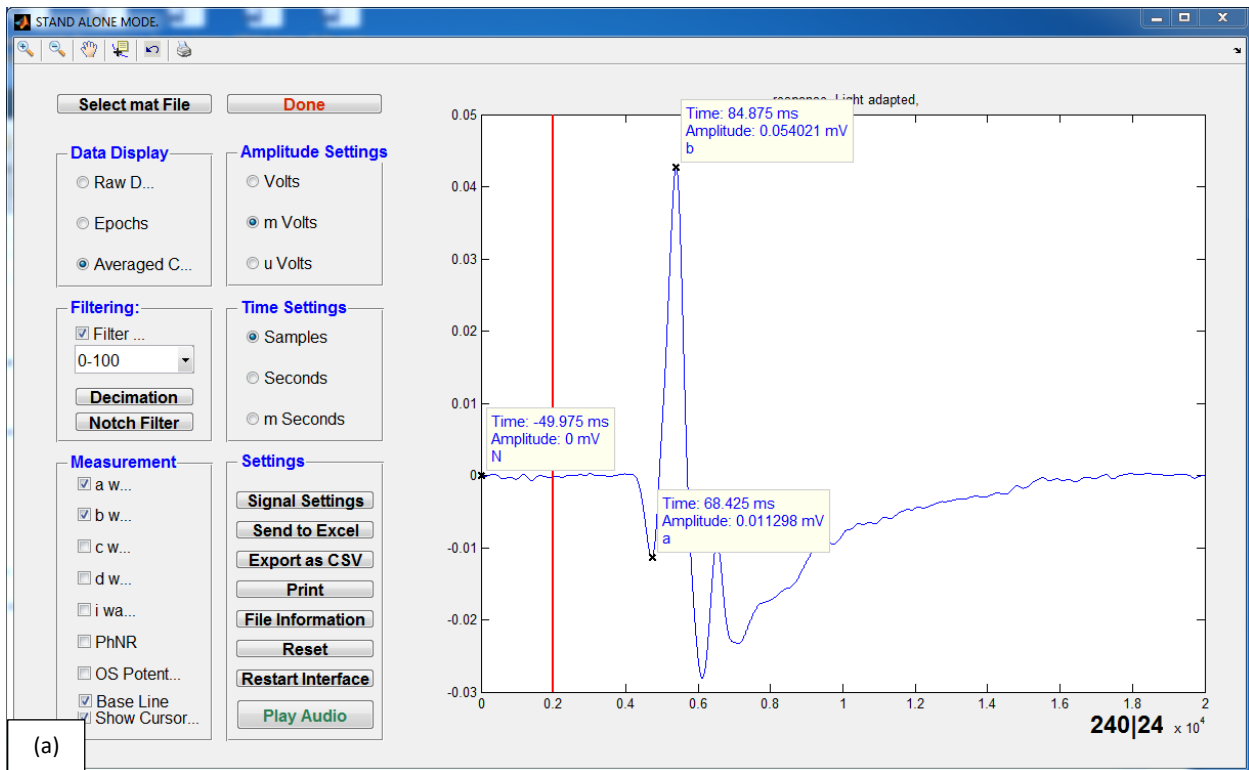 STAND ALONE MODE.
Select mat File
Done
Data Display
Raw D...
Epochs
Averaged C...
Amplitude Settings
Volts
m Volts
u Volts
Filtering:
Filter ...
0-100
Decimation
Notch Filter
Time Settings
Samples
Seconds
m Seconds
Measurement
a w...
b w...
c w...
d w...
i wa...
PhNR
OS Potent...
Base Line
Show Cursor...
Settings
Signal Settings
Send to Excel
Export as CSV
Print
File Information
Reset
Restart Interface
Play Audio
(a)
response, Light adapted,
Time: 84.875 ms
Amplitude: 0.054021 mV
b
Time: -49.975 ms
Amplitude: 0 mV
N
Time: 68.425 ms
Amplitude: 0.011298 mV
a
0.05
0.04
0.03
0.02
0.01
0
-0.01
-0.02
-0.03
0 0.2 0.4 0.6 0.8 1 1.2 1.4 1.6 1.8 2
240|24 x 10⁴